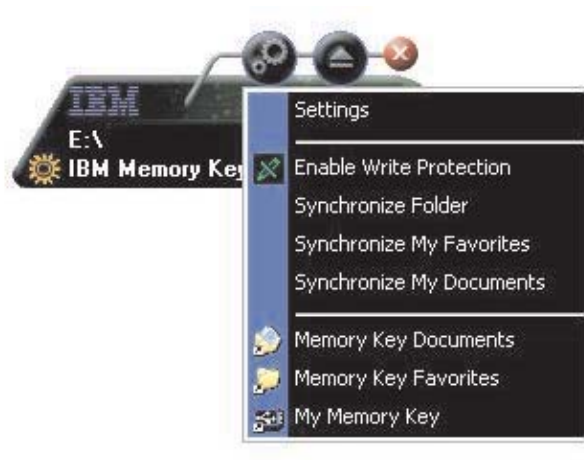 IBM
E:\
IBM Memory Key
Settings
Enable Write Protection
Synchronize Folder
Synchronize My Favorites
Synchronize My Documents
Memory Key Documents
Memory Key Favorites
My Memory Key